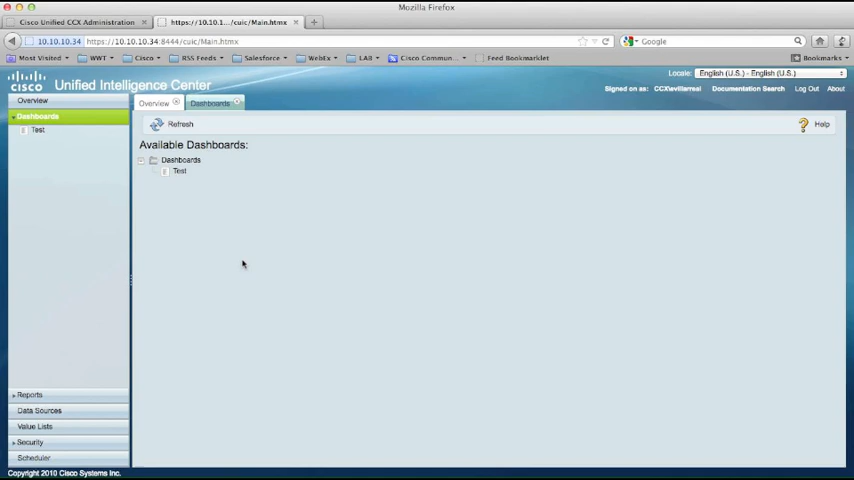 Mozilla Firefox
Cisco Unified CCX Administration
https://10.10.1.../cuic/Main.htmx
10.10.10.34 https://10.10.10.34:8444/cuic/Main.htmx
Google
Most Visited WWT Cisco RSS Feeds Salesforce WebEx LAB Cisco Commun... Feed Bookmarklet Bookmarks
CISCO Unified Intelligence Center
Locale: English (U.S.) - English (U.S.)
Signed on as: CCX\evillarreal Documentation Search Log Out About
Overview
Dashboards
Test
Reports
Data Sources
Value Lists
Security
Scheduler
Overview Dashboards
Refresh Help
Available Dashboards:
Dashboards
Test
Copyright 2010 Cisco Systems Inc.